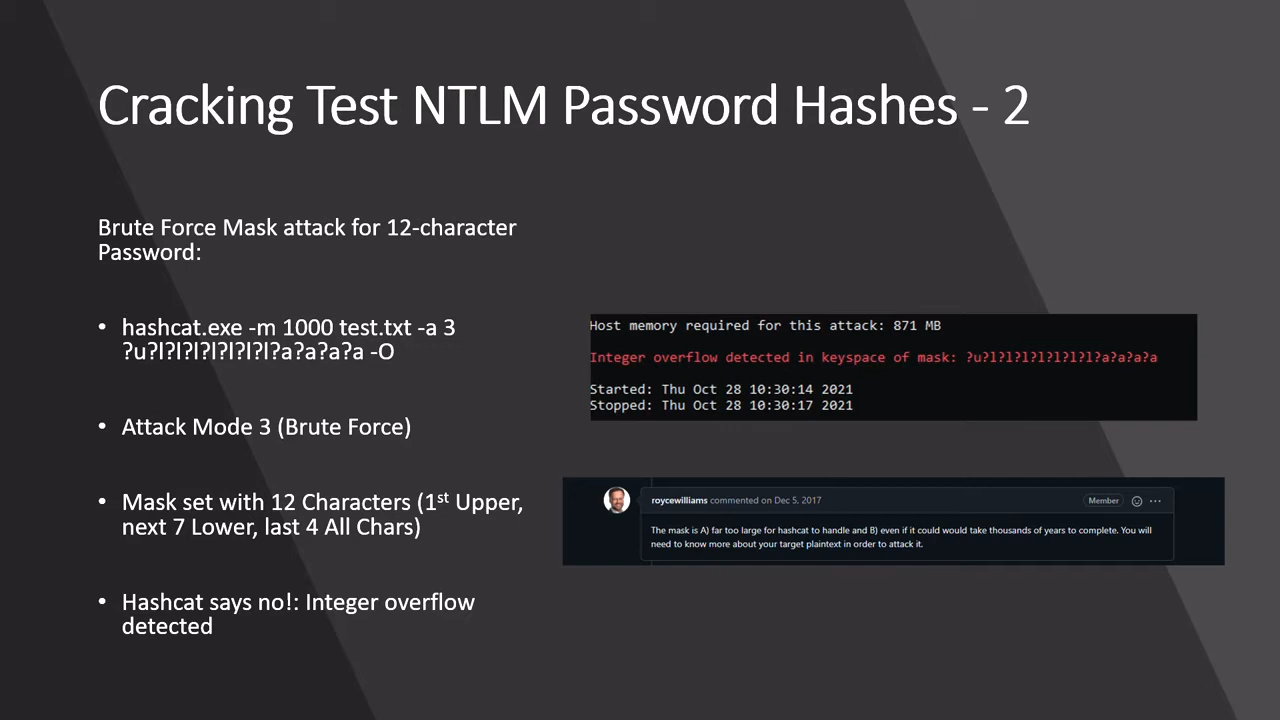 Cracking Test NTLM Password Hashes - 2
Brute Force Mask attack for 12-character
Password:
• hashcat.exe -m 1000 test.txt -a 3
?u?l?l?l?l?l?l?l?a?a?a?a -O
• Attack Mode 3 (Brute Force)
• Mask set with 12 Characters (1st Upper,
next 7 Lower, last 4 All Chars)
• Hashcat says no!: Integer overflow
detected
Host memory required for this attack: 871 MB
Integer overflow detected in keyspace of mask: ?u?l?l?l?l?l?l?l?a?a?a?a
Started: Thu Oct 28 10:30:14 2021
Stopped: Thu Oct 28 10:30:17 2021
roycewilliams commented on Dec 5, 2017
Member
The mask is A) far too large for hashcat to handle and B) even if it could would take thousands of years to complete. You will
need to know more about your target plaintext in order to attack it.